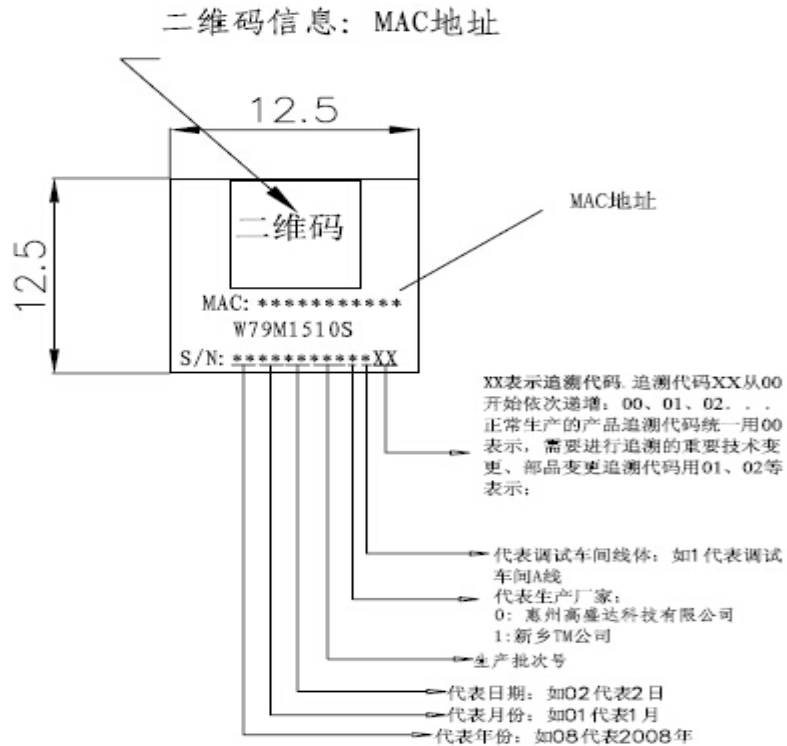 二维码信息: MAC地址
12.5
12.5
二维码
MAC地址
MAC: ***********
W79M1510S
S/N: **********XX
XX表示追溯代码. 追溯代码XX从00
开始依次递增: 00、01、02. . .
正常生产的产品追溯代码统一用00
表示, 需要进行追溯的重要技术变
更、部品变更追溯代码用01、02等
表示;
代表调试车间线体: 如1代表调试
车间A线
代表生产厂家;
0: 惠州高盛达科技有限公司
1:新乡TM公司
生产批次号
代表日期: 如02代表2日
代表月份: 如01代表1月
代表年份: 如08代表2008年